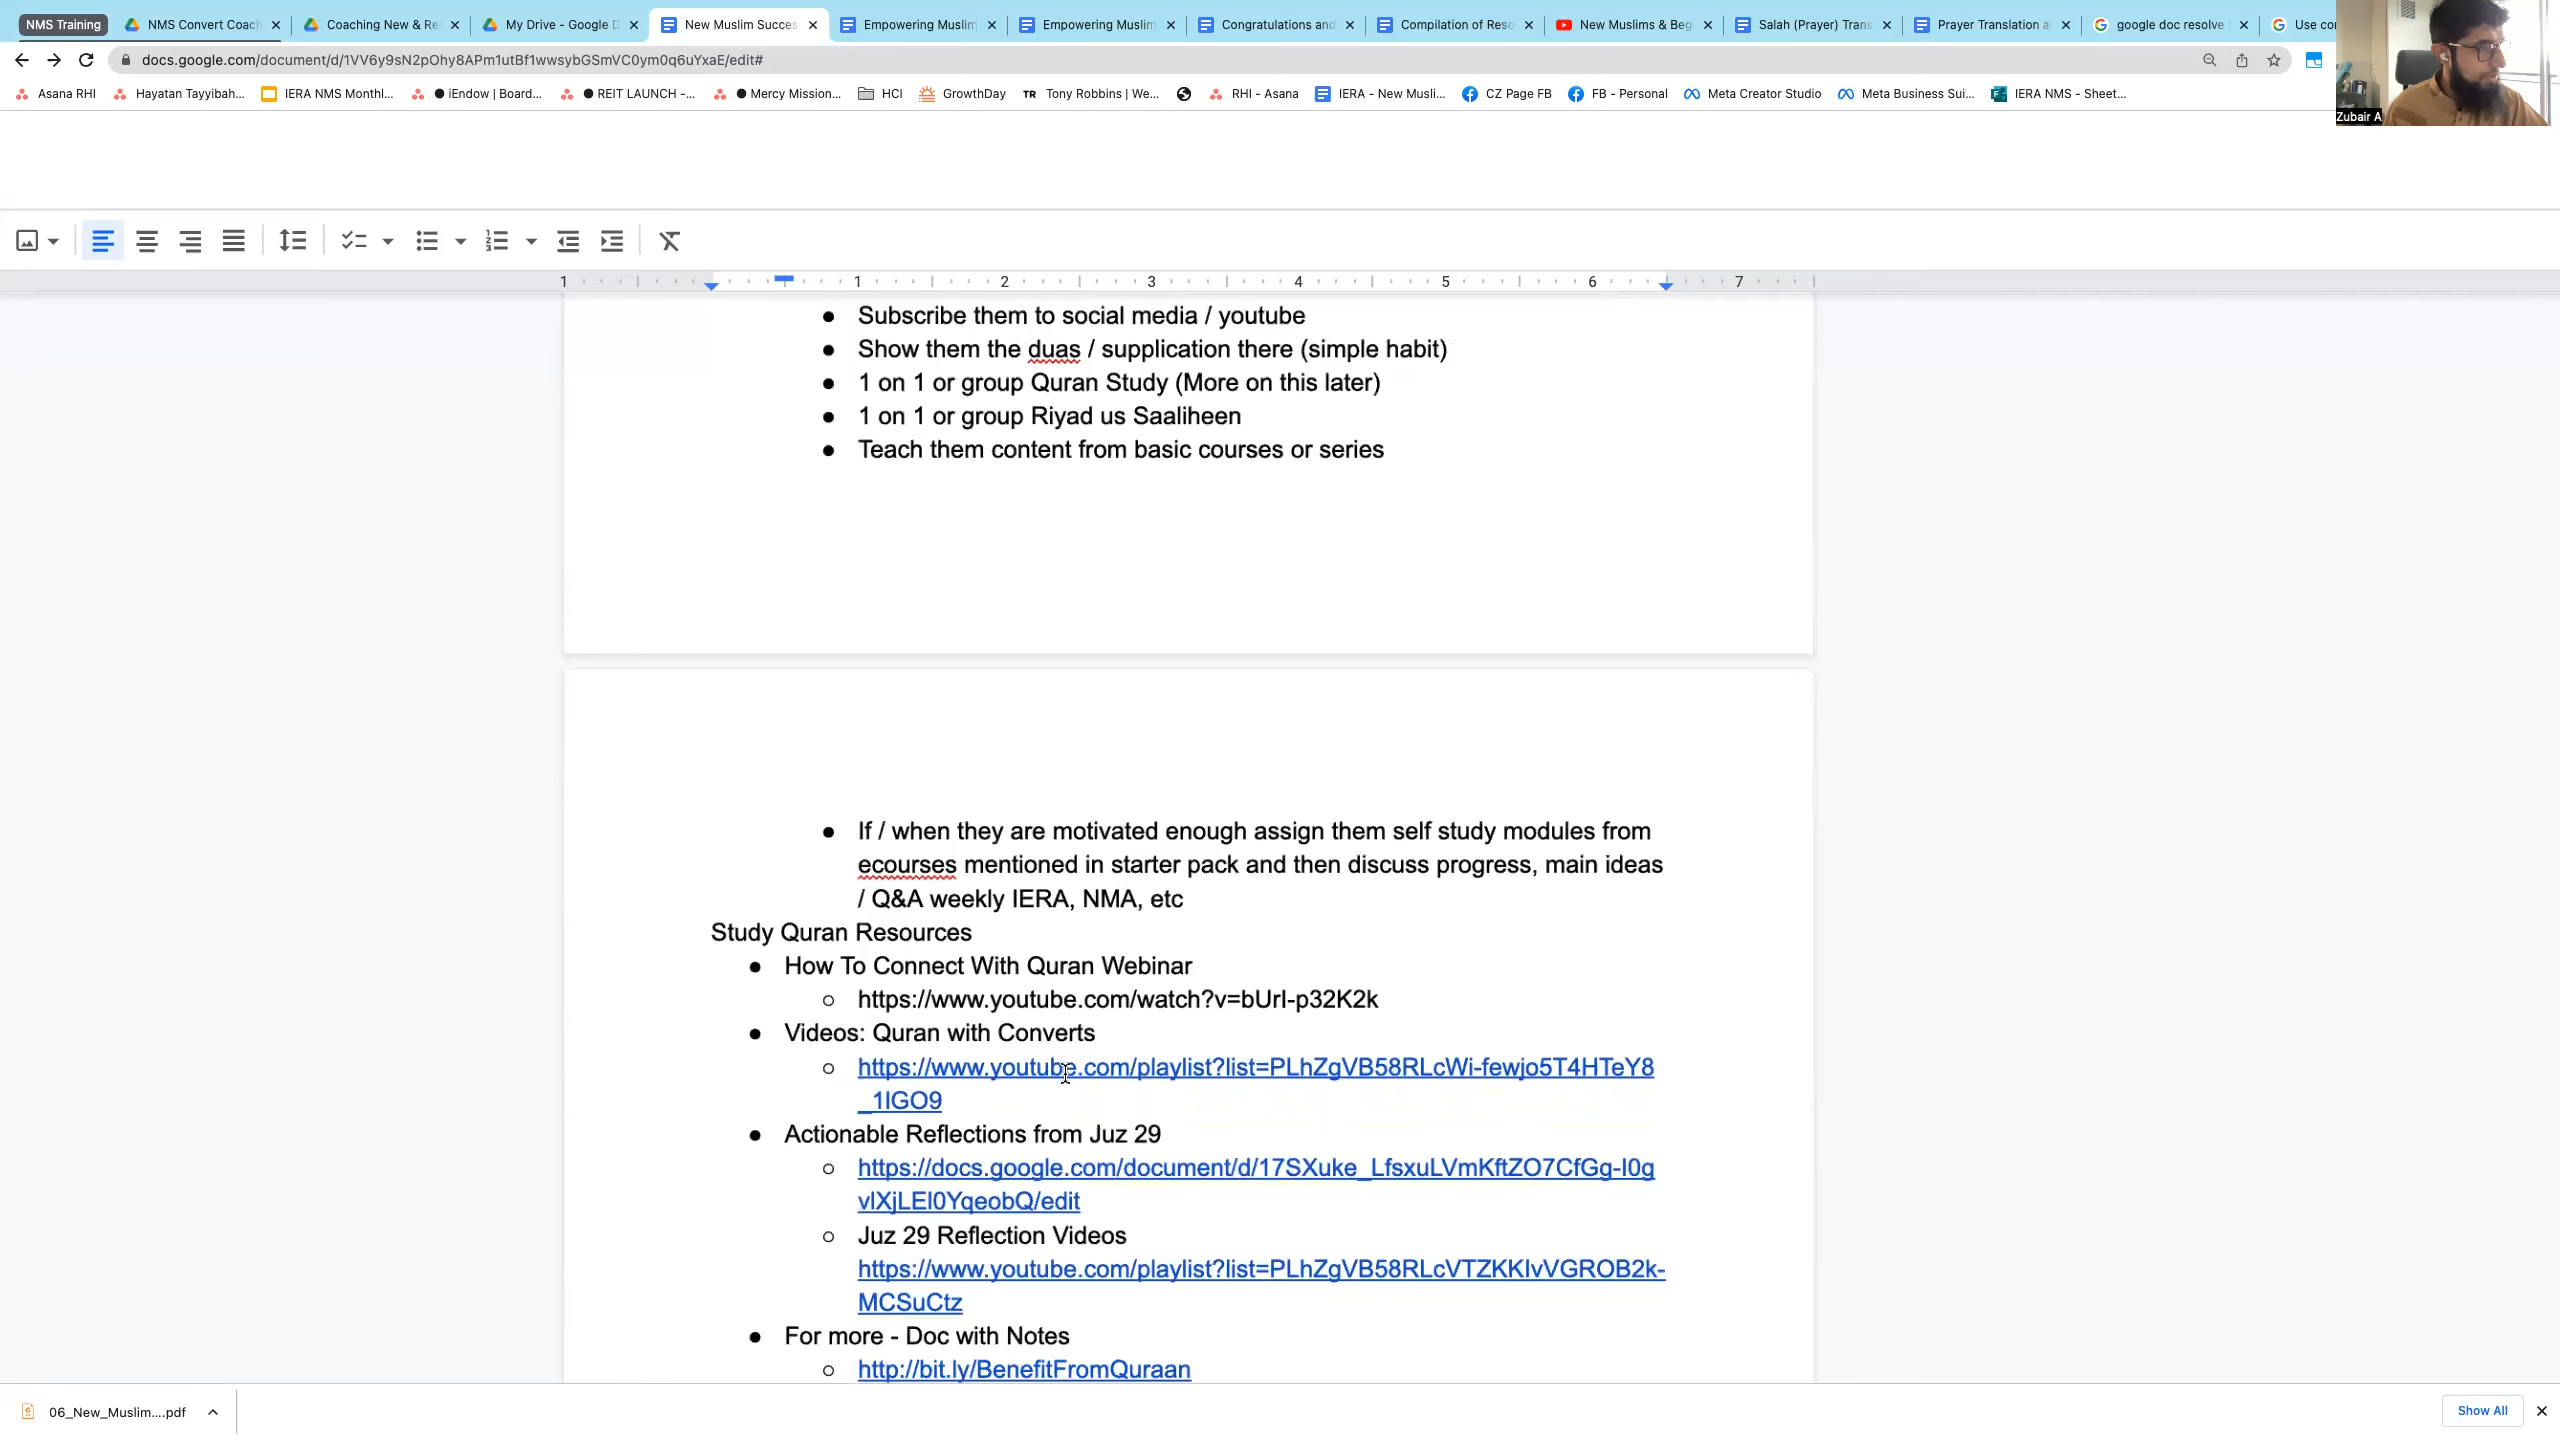 NMS Training
NMS Convert Coach
Coaching New & Re
My Drive - Google D
New Muslim Succes
Empowering Muslim
Empowering Muslim
Congratulations and
Compilation of Reso
New Muslims & Beg
Salah (Prayer) Trans
Prayer Translation a
google doc resolve
Use co
docs.google.com/document/d/1VV6y9sN2pOhy8APm1utBf1wwsybGSmVC0ym0q6uYxaE/edit#
Asana RHI
Hayatan Tayyibah...
IERA NMS Monthl...
● iEndow | Board...
● REIT LAUNCH -...
● Mercy Mission...
HCI
GrowthDay
TR Tony Robbins | We...
RHI - Asana
IERA - New Musli...
CZ Page FB
FB - Personal
Meta Creator Studio
Meta Business Sui...
IERA NMS - Sheet...
Zubair A
1 1 2 3 4 5 6 7
● Subscribe them to social media / youtube
● Show them the duas / supplication there (simple habit)
● 1 on 1 or group Quran Study (More on this later)
● 1 on 1 or group Riyad us Saaliheen
● Teach them content from basic courses or series
● If / when they are motivated enough assign them self study modules from
ecourses mentioned in starter pack and then discuss progress, main ideas
/ Q&A weekly IERA, NMA, etc
Study Quran Resources
● How To Connect With Quran Webinar
○ https://www.youtube.com/watch?v=bUrI-p32K2k
● Videos: Quran with Converts
○ https://www.youtube.com/playlist?list=PLhZgVB58RLcWi-fewjo5T4HTeY8
_1lGO9
● Actionable Reflections from Juz 29
○ https://docs.google.com/document/d/17SXuke_LfsxuLVmKftZO7CfGg-I0g
vlXjLEl0YqeobQ/edit
○ Juz 29 Reflection Videos
https://www.youtube.com/playlist?list=PLhZgVB58RLcVTZKKIvVGROB2k-
MCSuCtz
● For more - Doc with Notes
○ http://bit.ly/BenefitFromQuraan
06_New_Muslim....pdf
Show All